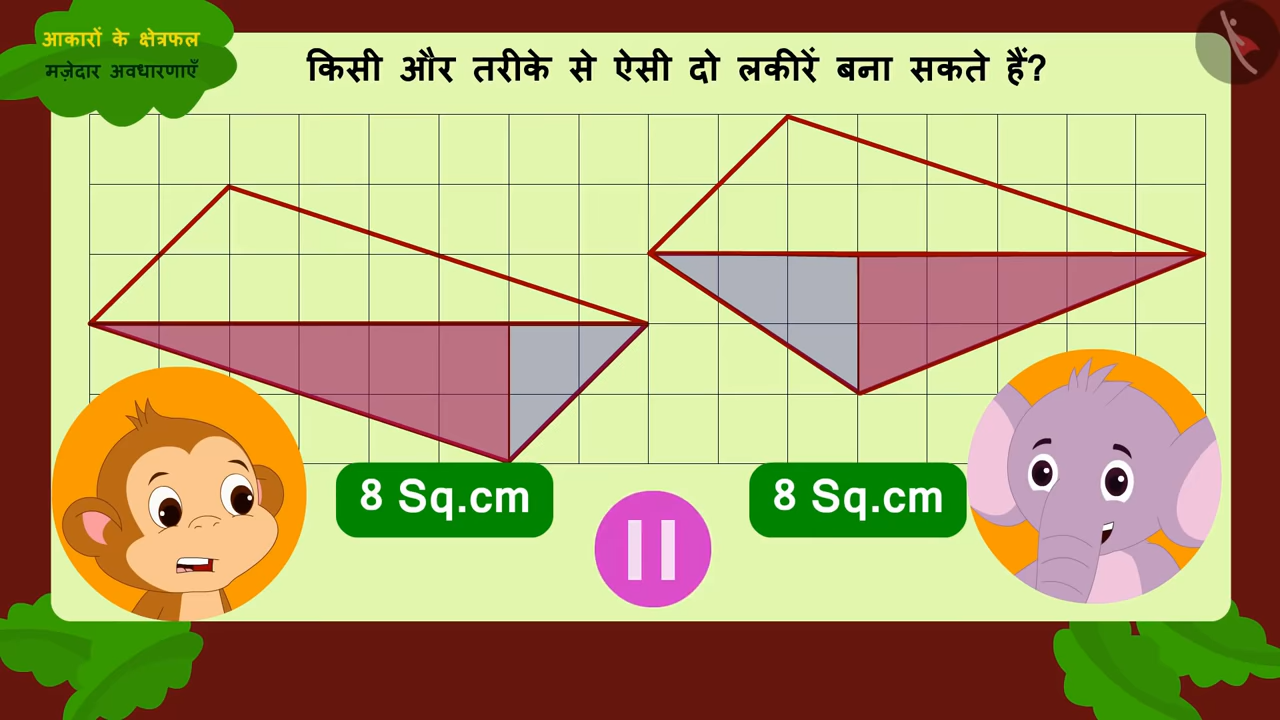 आकारों के क्षेत्रफल
मज़ेदार अवधारणाएँ
किसी और तरीके से ऐसी दो लकीरें बना सकते हैं?
8 Sq.cm
8 Sq.cm